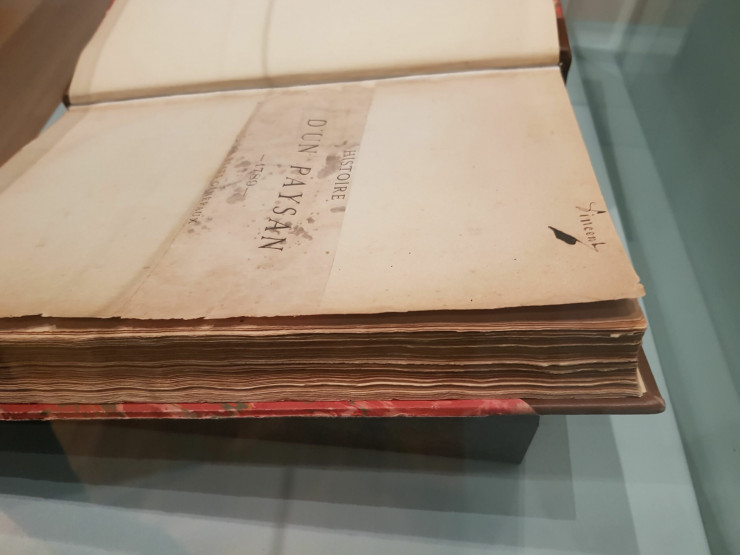 Vincent
HISTOIRE
D'UN PAYSAN
—1789—